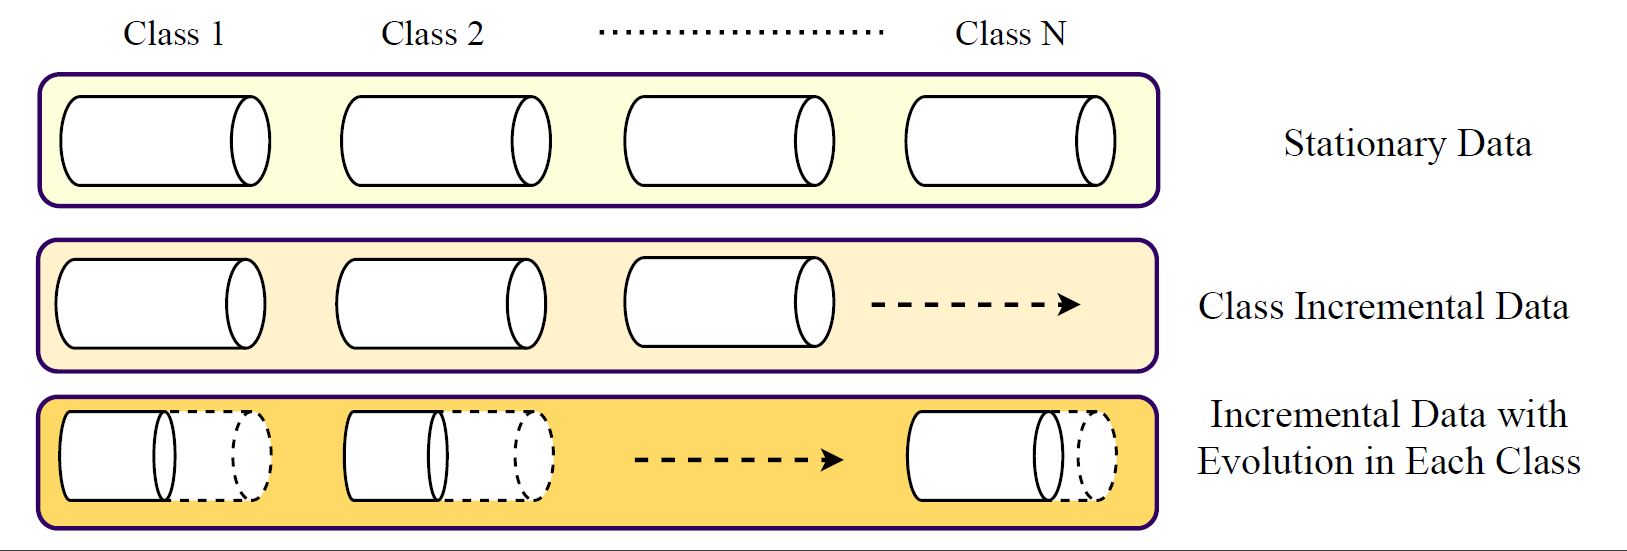 Class 1 Class 2 ........................... Class N
Stationary Data
Class Incremental Data
Incremental Data with
Evolution in Each Class